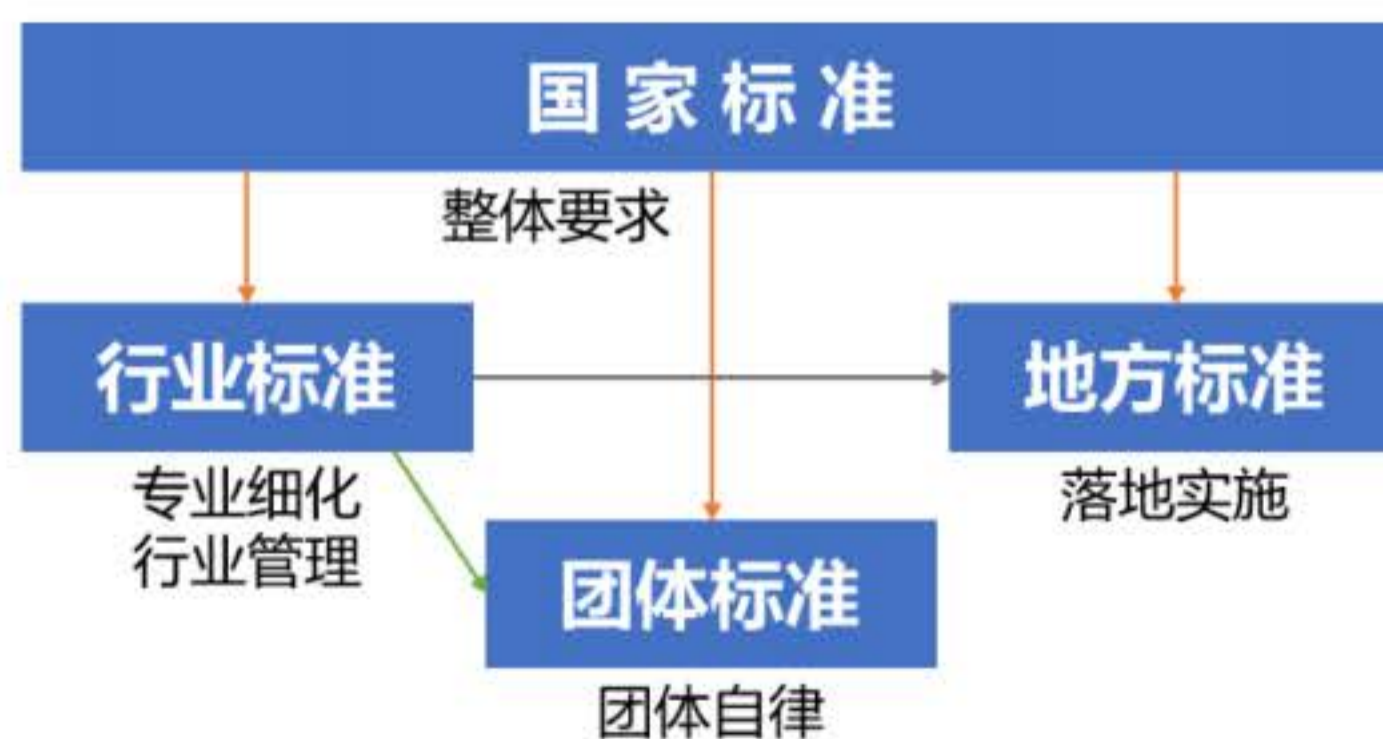 国家标准
整体要求
行业标准
地方标准
专业细化
行业管理
落地实施
团体标准
团体自律